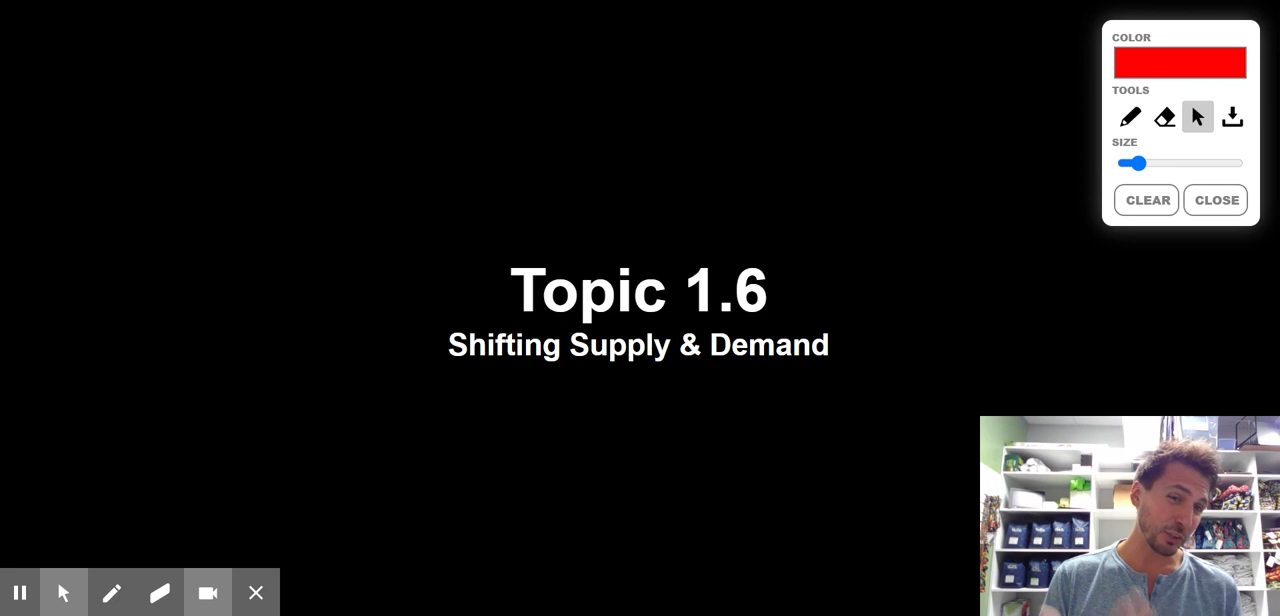 COLOR
TOOLS
SIZE
CLEAR CLOSE
Topic 1.6
Shifting Supply & Demand